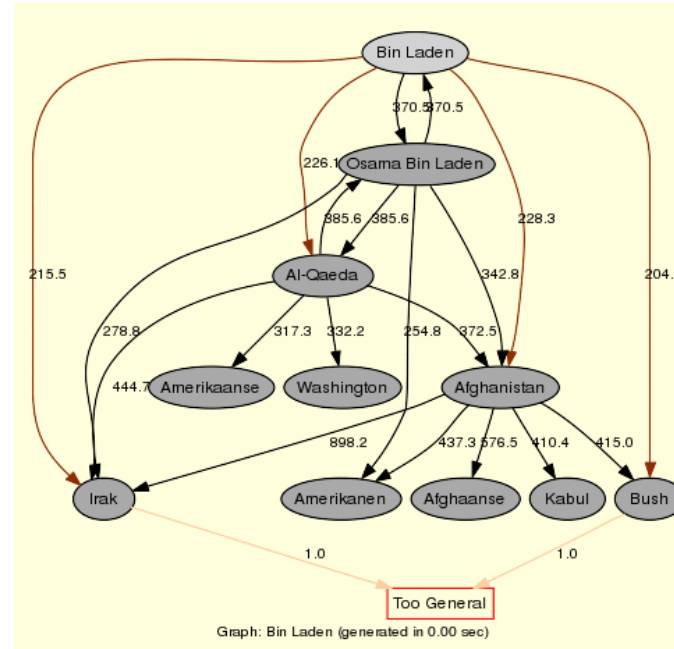 Bin Laden
370.5
370.5
226.1
Osama Bin Laden
385.6
385.6
228.3
215.5
Al-Qaeda
342.8
204.
278.8
317.3
332.2
254.8
372.5
444.7
Amerikaanse
Washington
Afghanistan
898.2
437.3
576.5
410.4
415.0
Irak
Amerikanen
Afghaanse
Kabul
Bush
1.0
1.0
Too General
Graph: Bin Laden (generated in 0.00 sec)